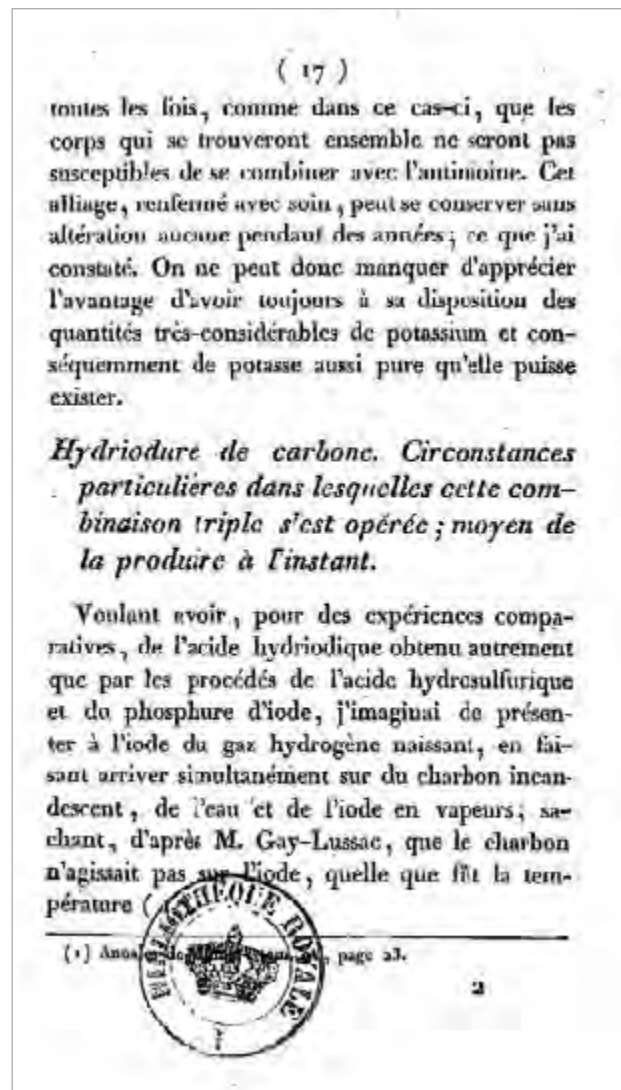 ( 17 )
toutes les fois, comme dans ce cas-ci, que les
corps qui se trouveront ensemble ne seront pas
susceptibles de se combiner avec l'antimoine. Cet
alliage, renfermé avec soin, peut se conserver sans
altération aucune pendant des années; ce que j'ai
constaté. On ne peut donc manquer d'apprécier
l'avantage d'avoir toujours à sa disposition des
quantités très-considérables de potassium et con-
séquemment de potasse aussi pure qu'elle puisse
exister.
Hydriodure de carbone. Circonstances
particulières dans lesquelles cette com-
binaison triple s'est opérée; moyen de
la produire à l'instant.
Voulant avoir, pour des expériences compa-
ratives, de l'acide hydriodique obtenu autrement
que par les procédés de l'acide hydrosulfurique
et du phosphure d'iode, j'imaginai de présen-
ter à l'iode du gaz hydrogène naissant, en fai-
sant arriver simultanément sur du charbon incan-
descent, de l'eau et de l'iode en vapeurs; sa-
chant, d'après M. Gay-Lussac, que le charbon
n'agissait pas sur l'iode, quelle que fût la tem-
pérature (
(1) de page 23.
2
BIBLIOTHEQUE ROYALE